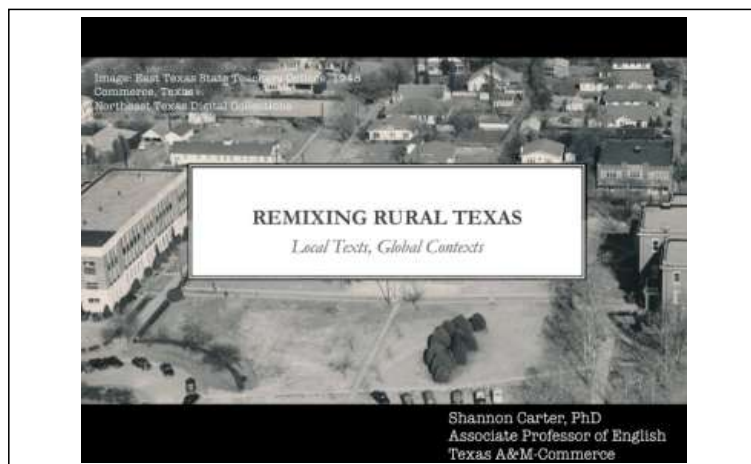 Image: East Texas State Teachers College, 1948
Commerce, Texas
Northeast Texas Digital Collections
REMIXING RURAL TEXAS
Local Texts, Global Contexts
Shannon Carter, PhD
Associate Professor of English
Texas A&M-Commerce